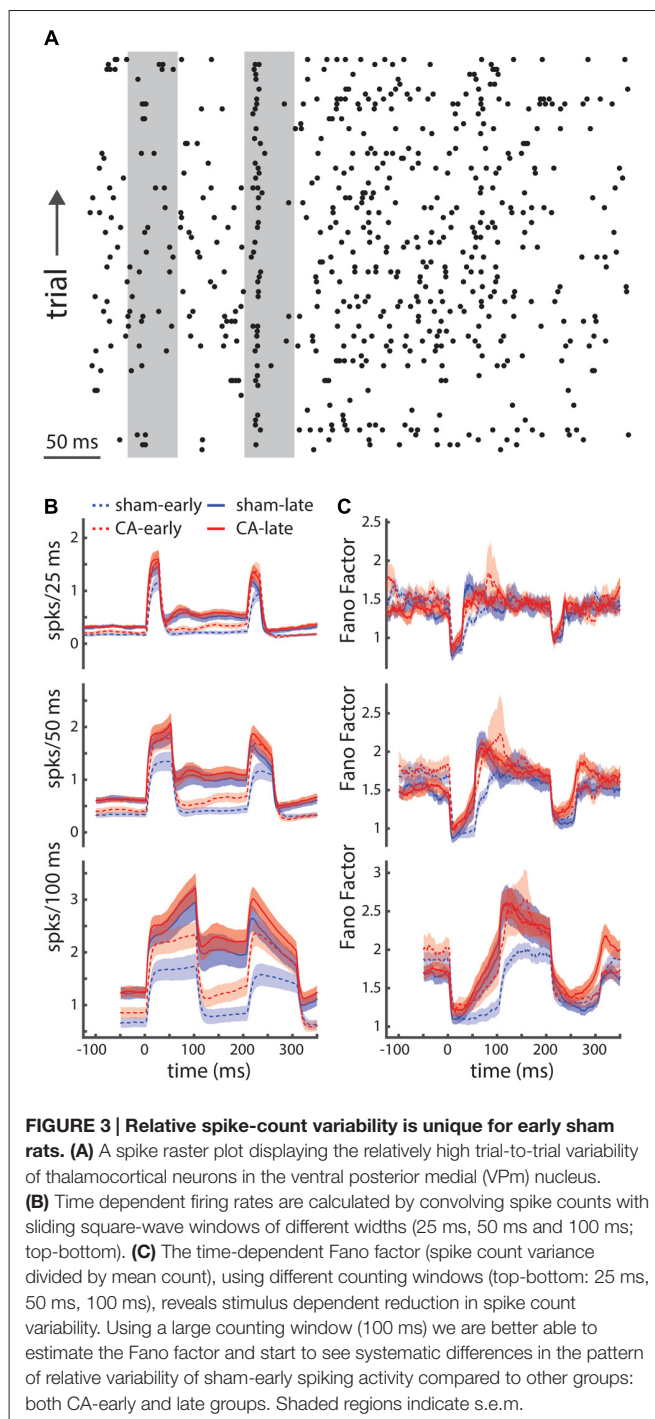 A
trial
50 ms
B
sham-early sham-late
CA-early CA-late
spks/25 ms
2
1
0
spks/50 ms
2
1
0
spks/100 ms
3
2
1
-100 0 100 200 300
time (ms)
C
Fano Factor
2.5
2
1.5
1
Fano Factor
2.5
2
1.5
1
Fano Factor
3
2.5
2
1.5
1
-100 0 100 200 300
time (ms)
FIGURE 3 | Relative spike-count variability is unique for early sham
rats. (A) A spike raster plot displaying the relatively high trial-to-trial variability
of thalamocortical neurons in the ventral posterior medial (VPm) nucleus.
(B) Time dependent firing rates are calculated by convolving spike counts with
sliding square-wave windows of different widths (25 ms, 50 ms and 100 ms;
top-bottom). (C) The time-dependent Fano factor (spike count variance
divided by mean count), using different counting windows (top-bottom: 25 ms,
50 ms, 100 ms), reveals stimulus dependent reduction in spike count
variability. Using a large counting window (100 ms) we are better able to
estimate the Fano factor and start to see systematic differences in the pattern
of relative variability of sham-early spiking activity compared to other groups:
both CA-early and late groups. Shaded regions indicate s.e.m.